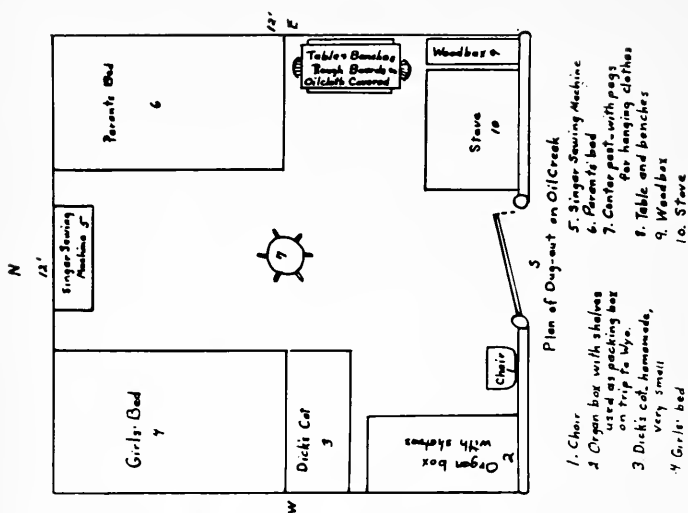 N
12'
12'
E
W
S
Parents Bed
6
Singer Sewing
Machine 5
Girls' Bed
4
Dick's Cot
3
Organ box
with shelves
2
Chair
7
Table & Benches
Rough Boards
Oilcloth Covered
Woodbox 9
Stove
10
Plan of Dug-out on Oil Creek
1. Chair
2 Organ box with shelves
used as packing box
on trip to Wyo.
3 Dick's cot. homemade,
very small
4 Girls' bed
5. Singer Sewing Machine
6. Parents' bed
7. Center post-with pegs
for hanging clothes
8. Table and benches
9. Woodbox
10. Stove